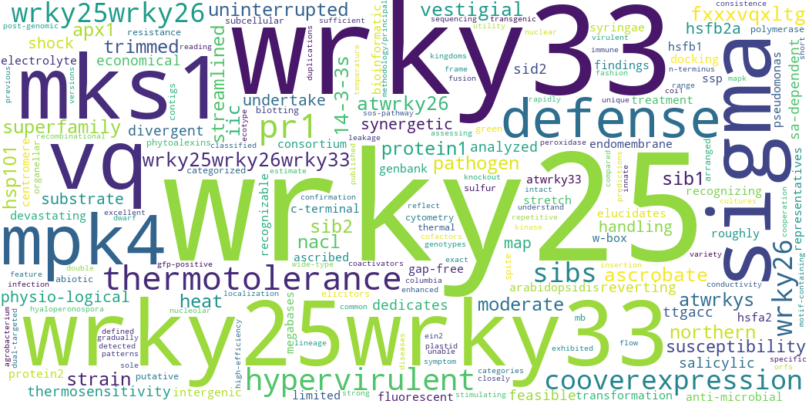 wrky25wrky26
uninterrupted
vestigial
post-genomic
subcellular
sufficient
sequencing
transgenic
consistence
fxxxvqxltg
shock
apx1
resistance
reading
trimmed
wrky33
syringae
polymerase
short
previous
electrolyte
mks1
economical
streamlined
iic
duplications
frame
fusion
virulent
immune
utility
nuclear
hsfb2a
hsfb1
docking
n-terminus
mapk
versions
contigs
undertake
14-3-3s
bioinformatic
methodology/principal
temperature
sid2
findings
range
coil
ssp
pseudomonas
superfamily
blotting
ecotype
atwrky26
kingdoms
rapidly
fashion
unique
treatment
defense
sigma
sa-dependent
divergent
phytoalexins
pr1
synergetic
sos-pathway
assessing
green
peroxidase
cooperation
hsp101
centromere
organellar
recombinational
classified
consortium
leakage
published
protein1
analyzed
endomembrane
arranged
representatives
motif-containing
vq
wrky25wrky26wrky33
genbank
pathogen
atwrky33
sib1
recognizing
categorized
estimate
sulfur
knockout
intact
compared
innate
predictions
cultures
substrate
recognizable
confirmation
c-terminal
wrky25
stretch
repetitive
kinase
elucidates
roughly
devastating
reflect
cytometry
understand
w-box
handling
excellent
dwarf
sib2
thermal
cofactors
genotypes
exact
mpk4
nacl
map
variety
feature
abiotic
double
ascribed
wide-type
coactivators
gap-free
sibs
ascrobate
insertion
conductivity
wrky26
infection
gfp-positive
thermotolerance
spite
columbia
enhanced
arabidopsis
reverting
hsfa2
physio-logical
heat
elicitors
localization
moderate
atwrkys
ttgacc
hyaloperonospora
nucleolar
common
megabases
lineage
agrobacterium
dual-targeted
defined
gradually
detected
patterns
wrky25wrky33
ein2
plastid
unable
symptom
mb
exhibited
flow
categories
closely
northern
susceptibility
specific
orfs
protein2
strain
sole
putative
high-efficiency
hypervirulent
diseases
cooverexpression
salicylic
thermosensitivity
intergenic
limited
strong
fluorescent
stimulating
feasible
transformation
anti-microbial